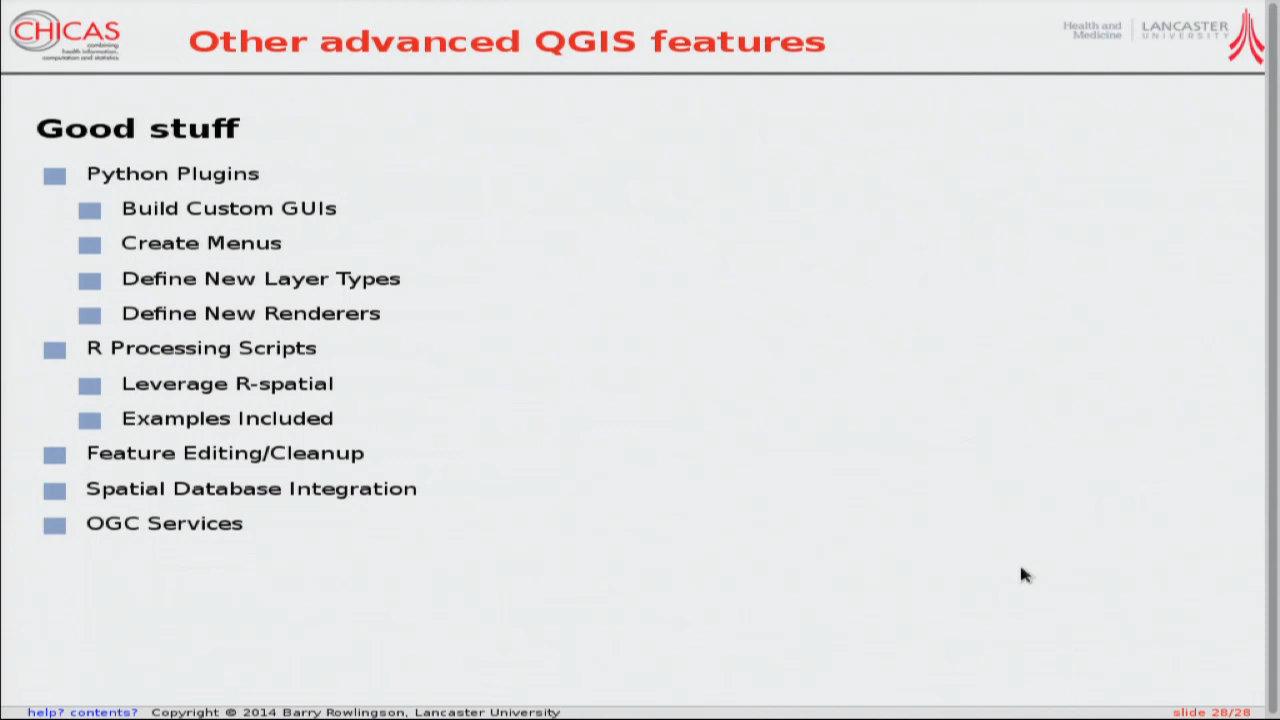 CHICAS
combining
health information,
computation and statistics
Other advanced QGIS features
Health and
Medicine
LANCASTER
UNIVERSITY
Good stuff
Python Plugins
Build Custom GUIs
Create Menus
Define New Layer Types
Define New Renderers
R Processing Scripts
Leverage R-spatial
Examples Included
Feature Editing/Cleanup
Spatial Database Integration
OGC Services
help? contents? Copyright © 2014 Barry Rowlingson, Lancaster University
slide 28/28